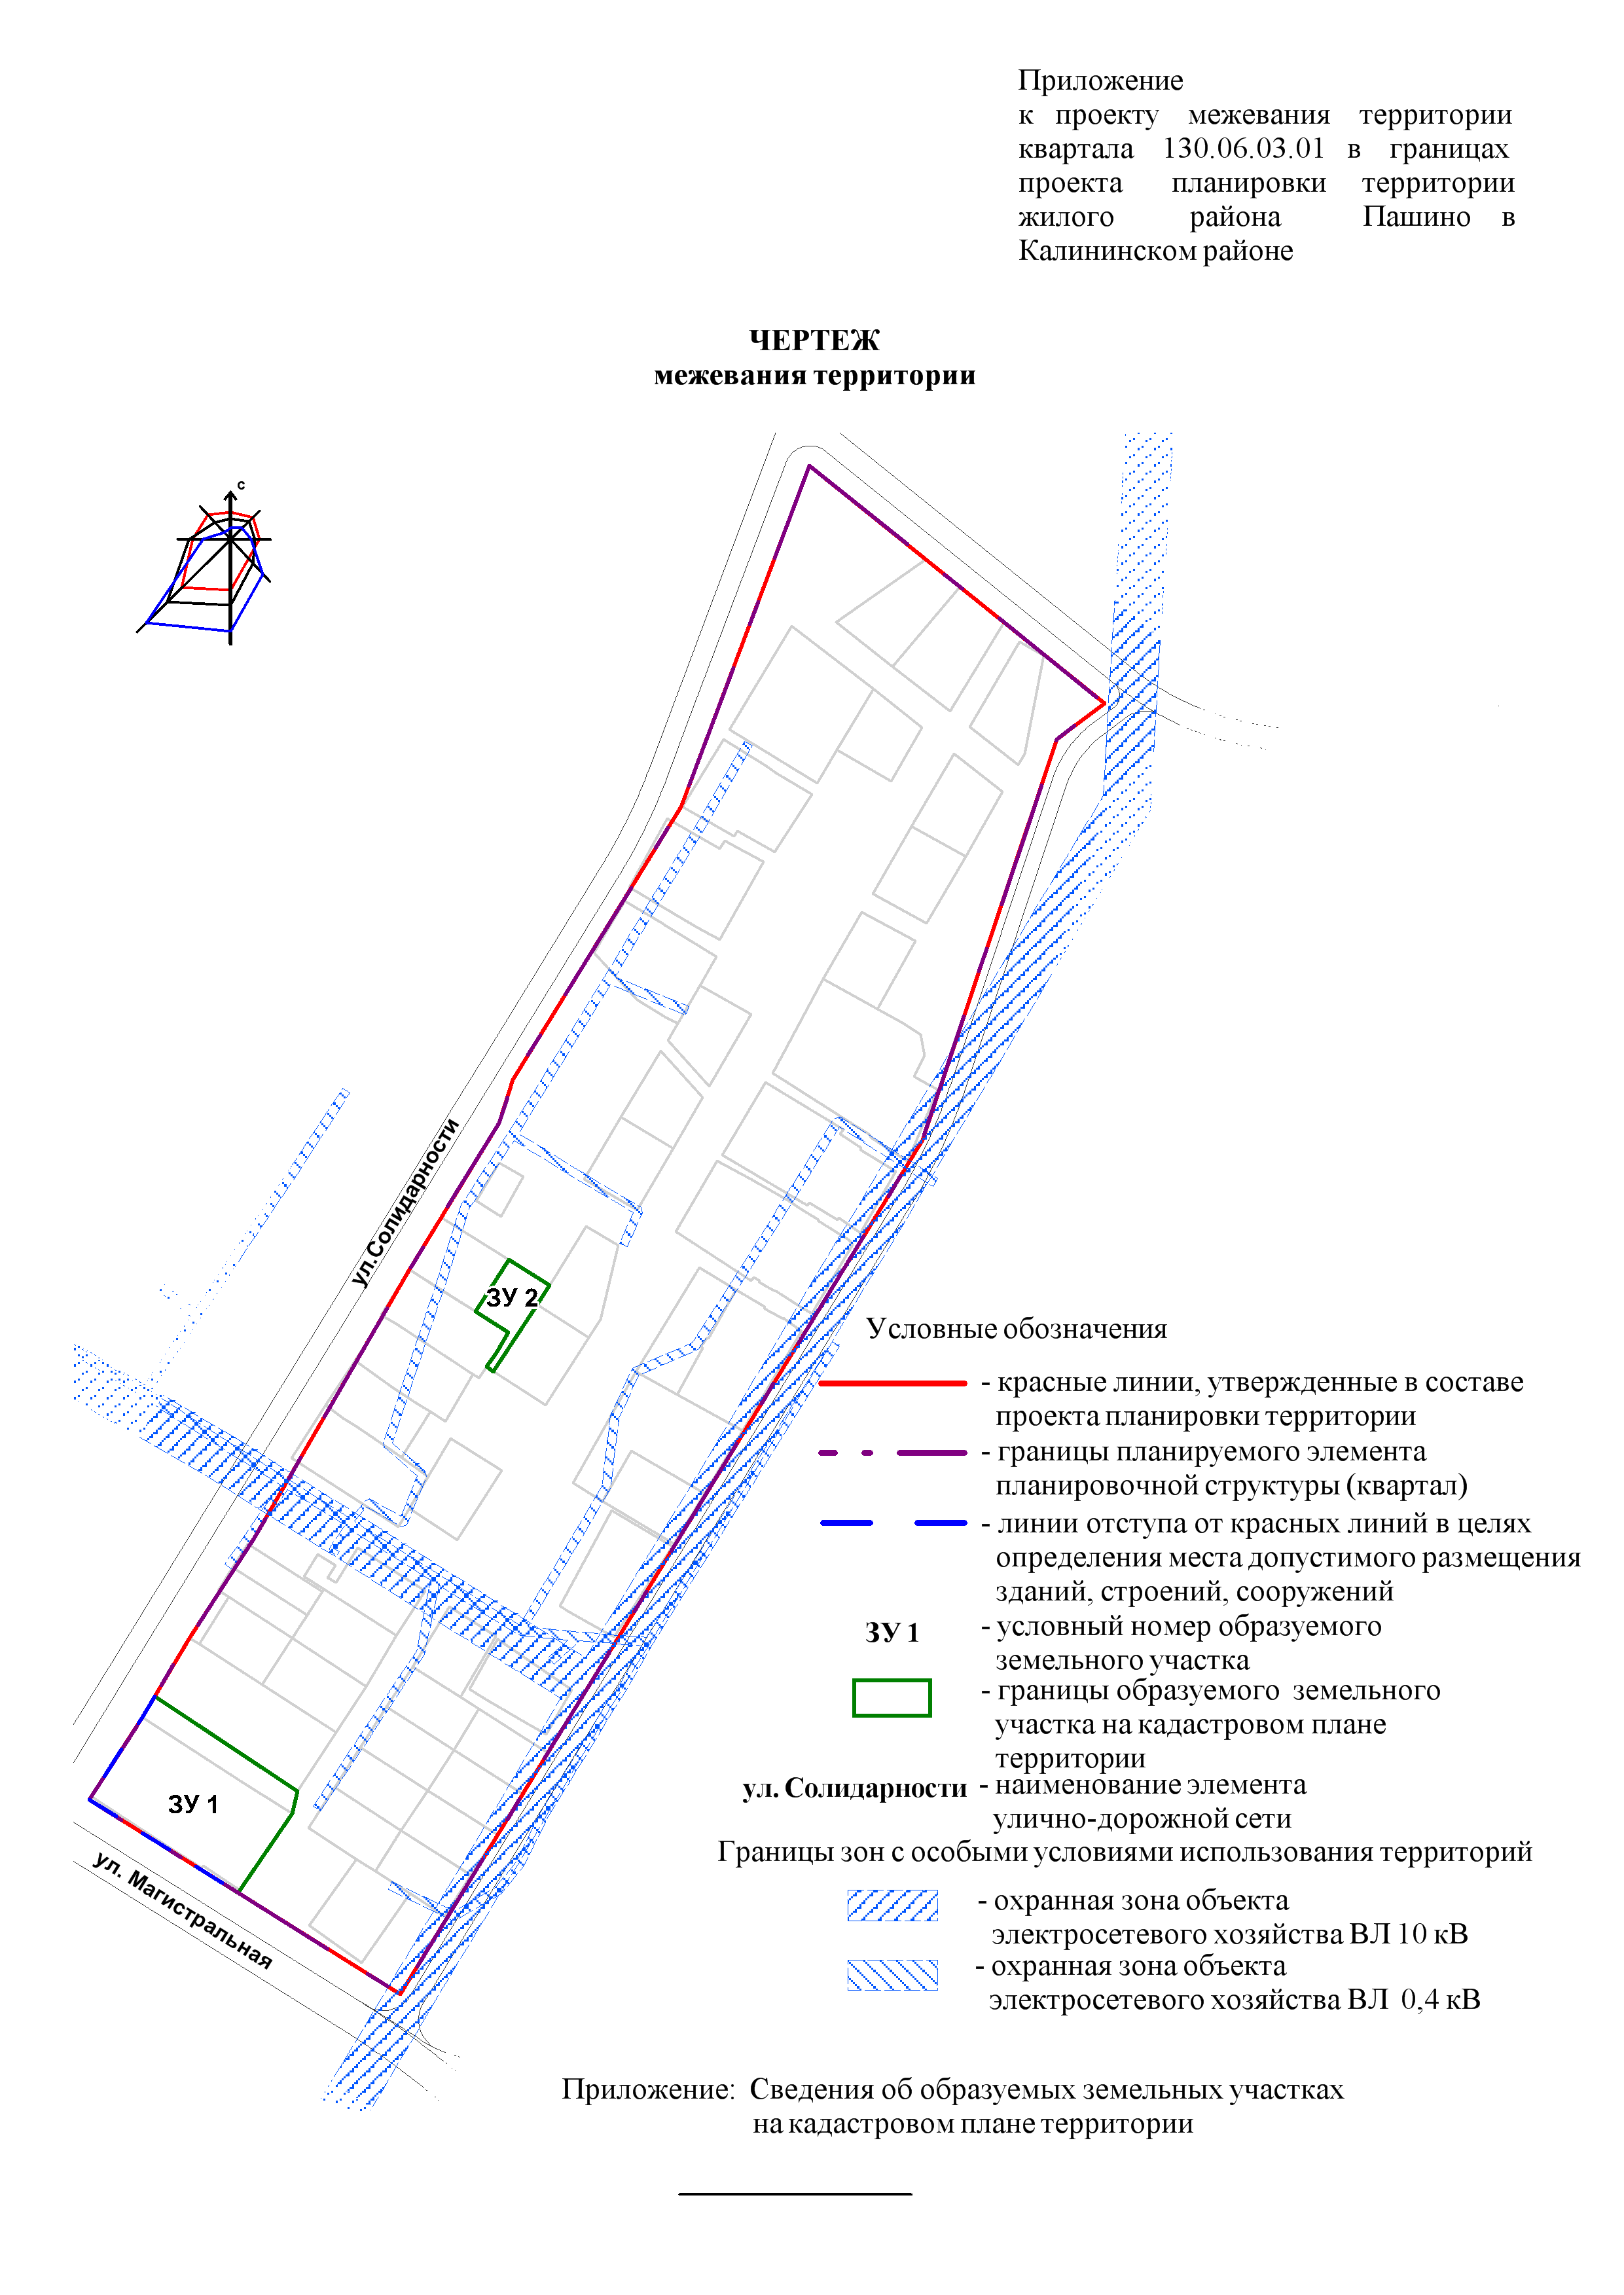 Приложение
к проекту межевания территории
квартала 130.06.03.01 в границах
проекта планировки территории
жилого района Пашино в
Калининском районе
ЧЕРТЕЖ
межевания территории
с
ул.Солидарности
ЗУ 2
ЗУ 1
ул. Магистральная
Условные обозначения
- красные линии, утвержденные в составе
проекта планировки территории
- границы планируемого элемента
планировочной структуры (квартал)
- линии отступа от красных линий в целях
определения места допустимого размещения
зданий, строений, сооружений
ЗУ 1 - условный номер образуемого
земельного участка
- границы образуемого земельного
участка на кадастровом плане
территории
ул. Солидарности - наименование элемента
улично-дорожной сети
Границы зон с особыми условиями использования территорий
- охранная зона объекта
электросетевого хозяйства ВЛ 10 кВ
- охранная зона объекта
электросетевого хозяйства ВЛ 0,4 кВ
Приложение: Сведения об образуемых земельных участках
на кадастровом плане территории